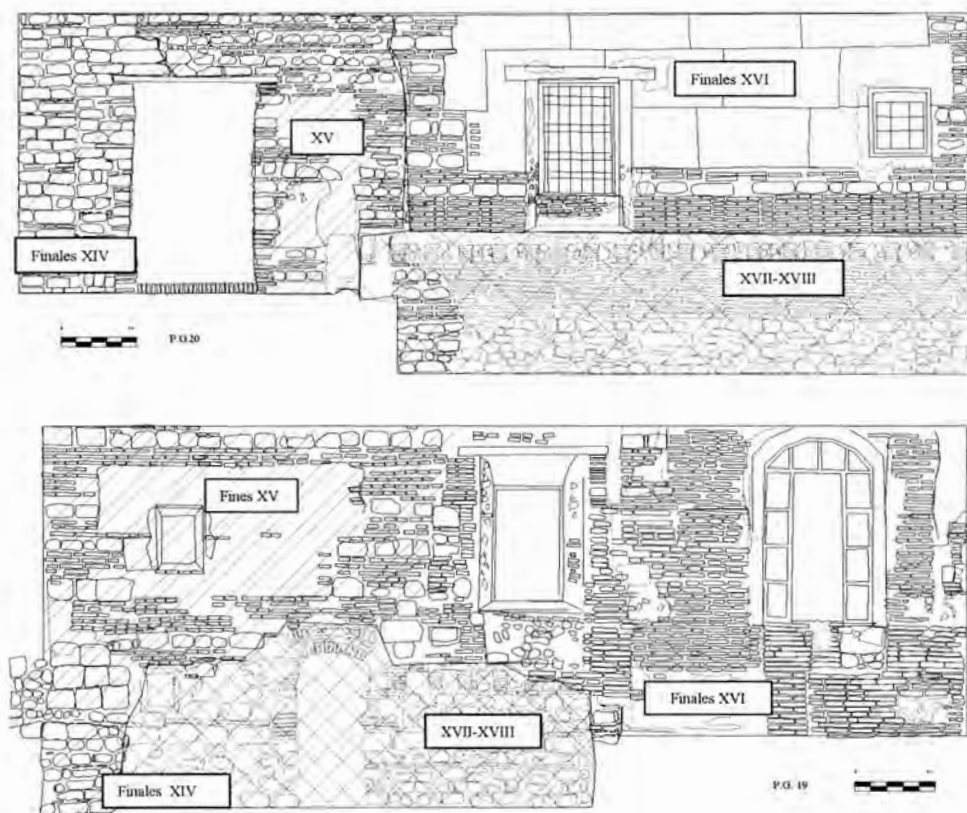 Finales XVI
XV
Finales XIV
XVII-XVIII
P.G.20
Fines XV
Finales XVI
XVII-XVIII
Finales XIV
P.G. 19